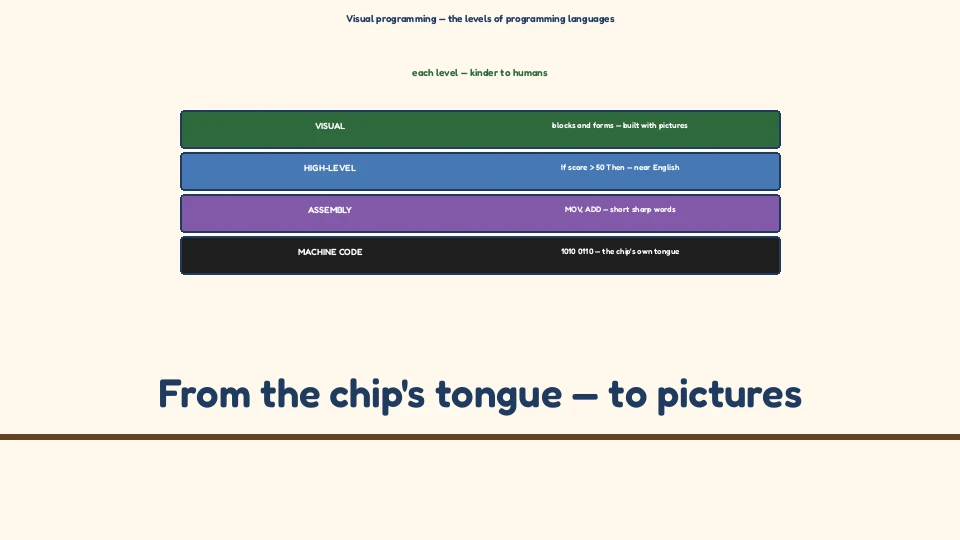 Visual programming — the levels of programming languages
each level — kinder to humans
VISUAL blocks and forms — built with pictures
HIGH-LEVEL If score > 50 Then — near English
ASSEMBLY MOV, ADD — short sharp words
MACHINE CODE 1010 0110 — the chip's own tongue
From the chip's tongue — to pictures